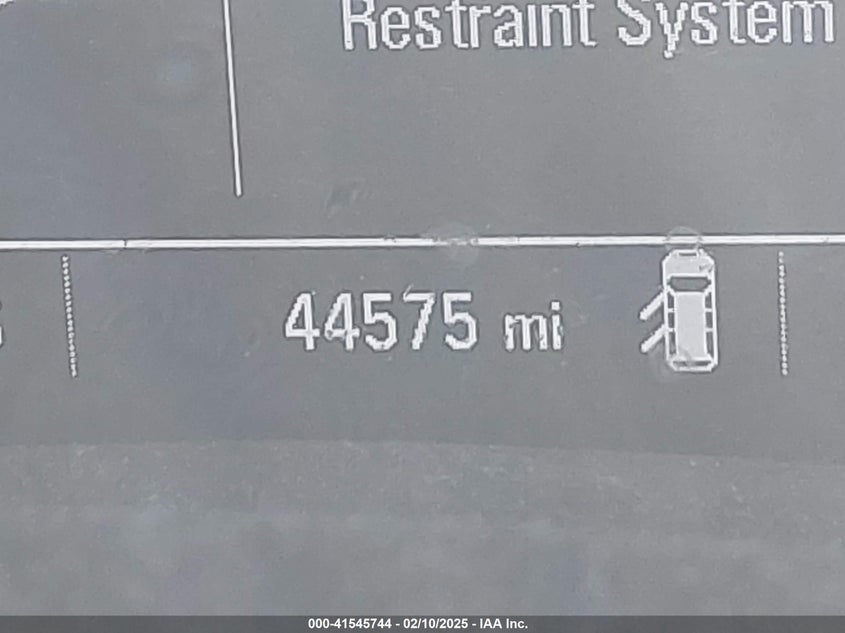 Restraint System
44575 mi
000-41545744 - 02/10/2025 - IAA Inc.